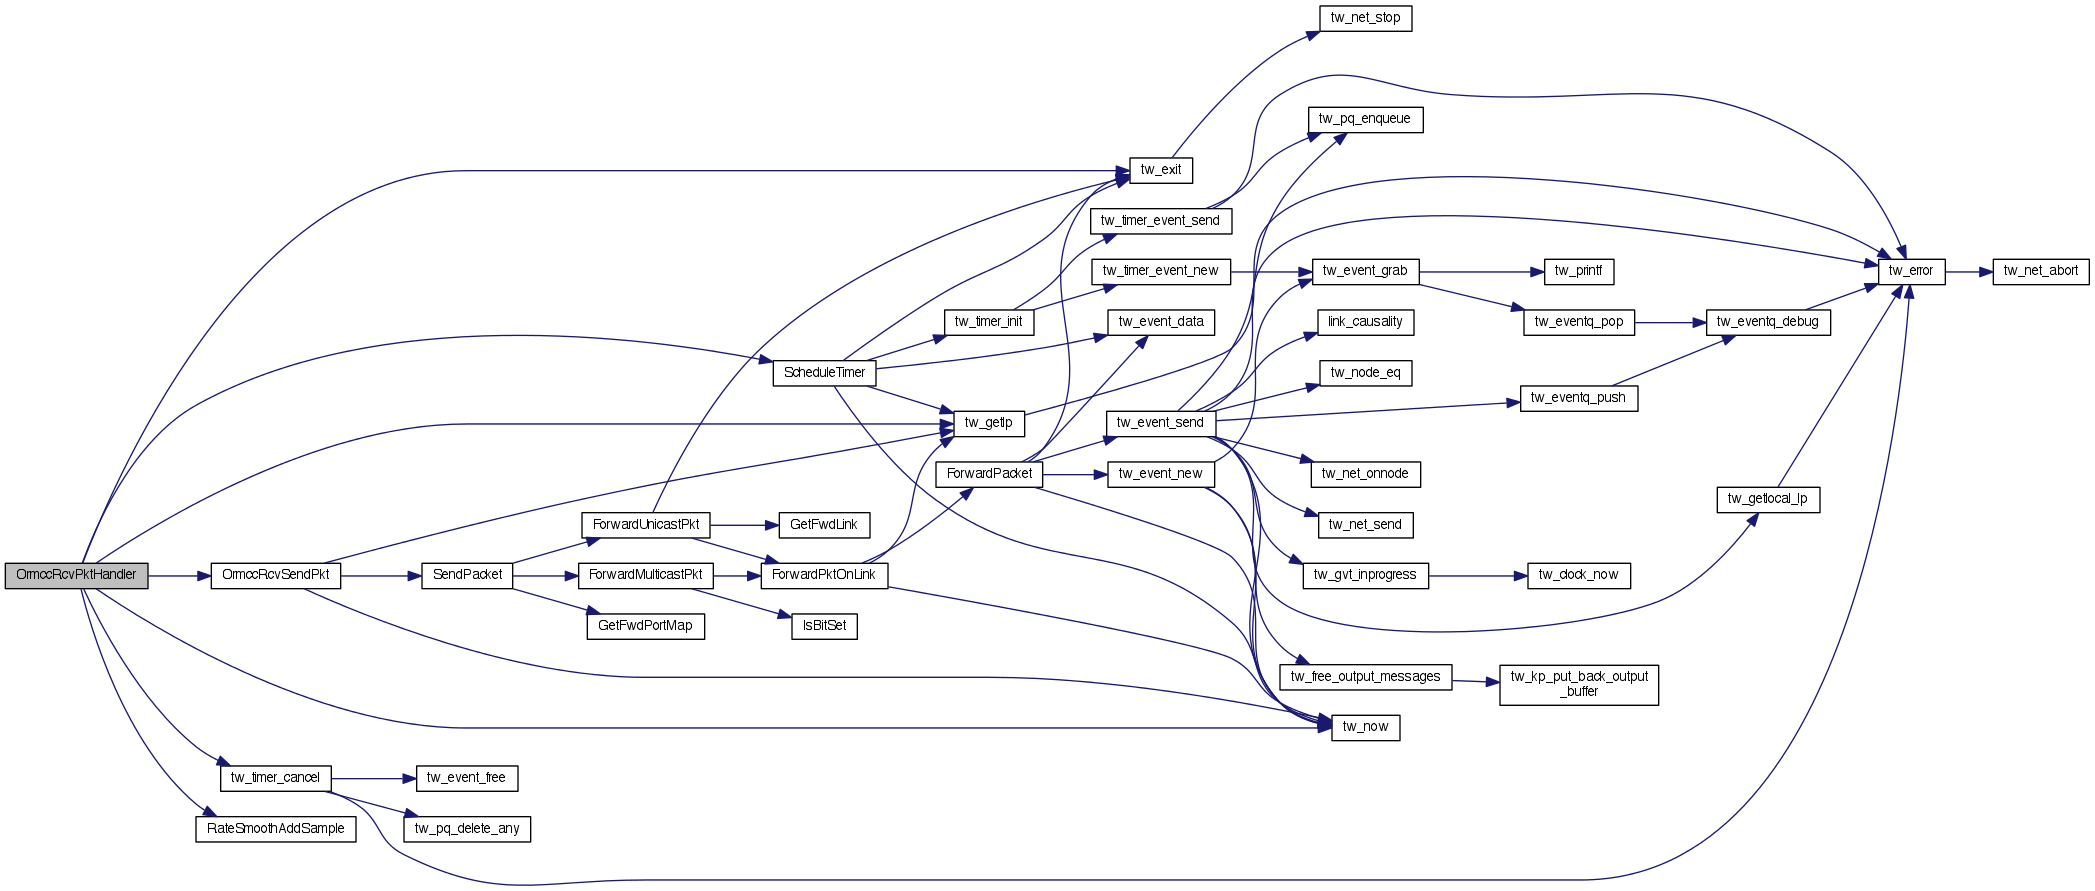 tw_net_stop
tw_pq_enqueue
tw_exit
tw_timer_event_send
tw_timer_event_new
tw_event_grab
tw_printf
tw_error
tw_net_abort
tw_timer_init
tw_event_data
link_causality
tw_eventq_pop
tw_eventq_debug
ScheduleTimer
tw_node_eq
tw_eventq_push
tw_getlp
tw_event_send
ForwardPacket
tw_event_new
tw_net_onnode
tw_getlocal_lp
ForwardUnicastPkt
GetFwdLink
tw_net_send
OrmccRcvPktHandler
OrmccRcvSendPkt
SendPacket
ForwardMulticastPkt
ForwardPktOnLink
tw_gvt_inprogress
tw_clock_now
GetFwdPortMap
IsBitSet
tw_free_output_messages
tw_kp_put_back_output
_buffer
tw_now
tw_timer_cancel
tw_event_free
RateSmoothAddSample
tw_pq_delete_any